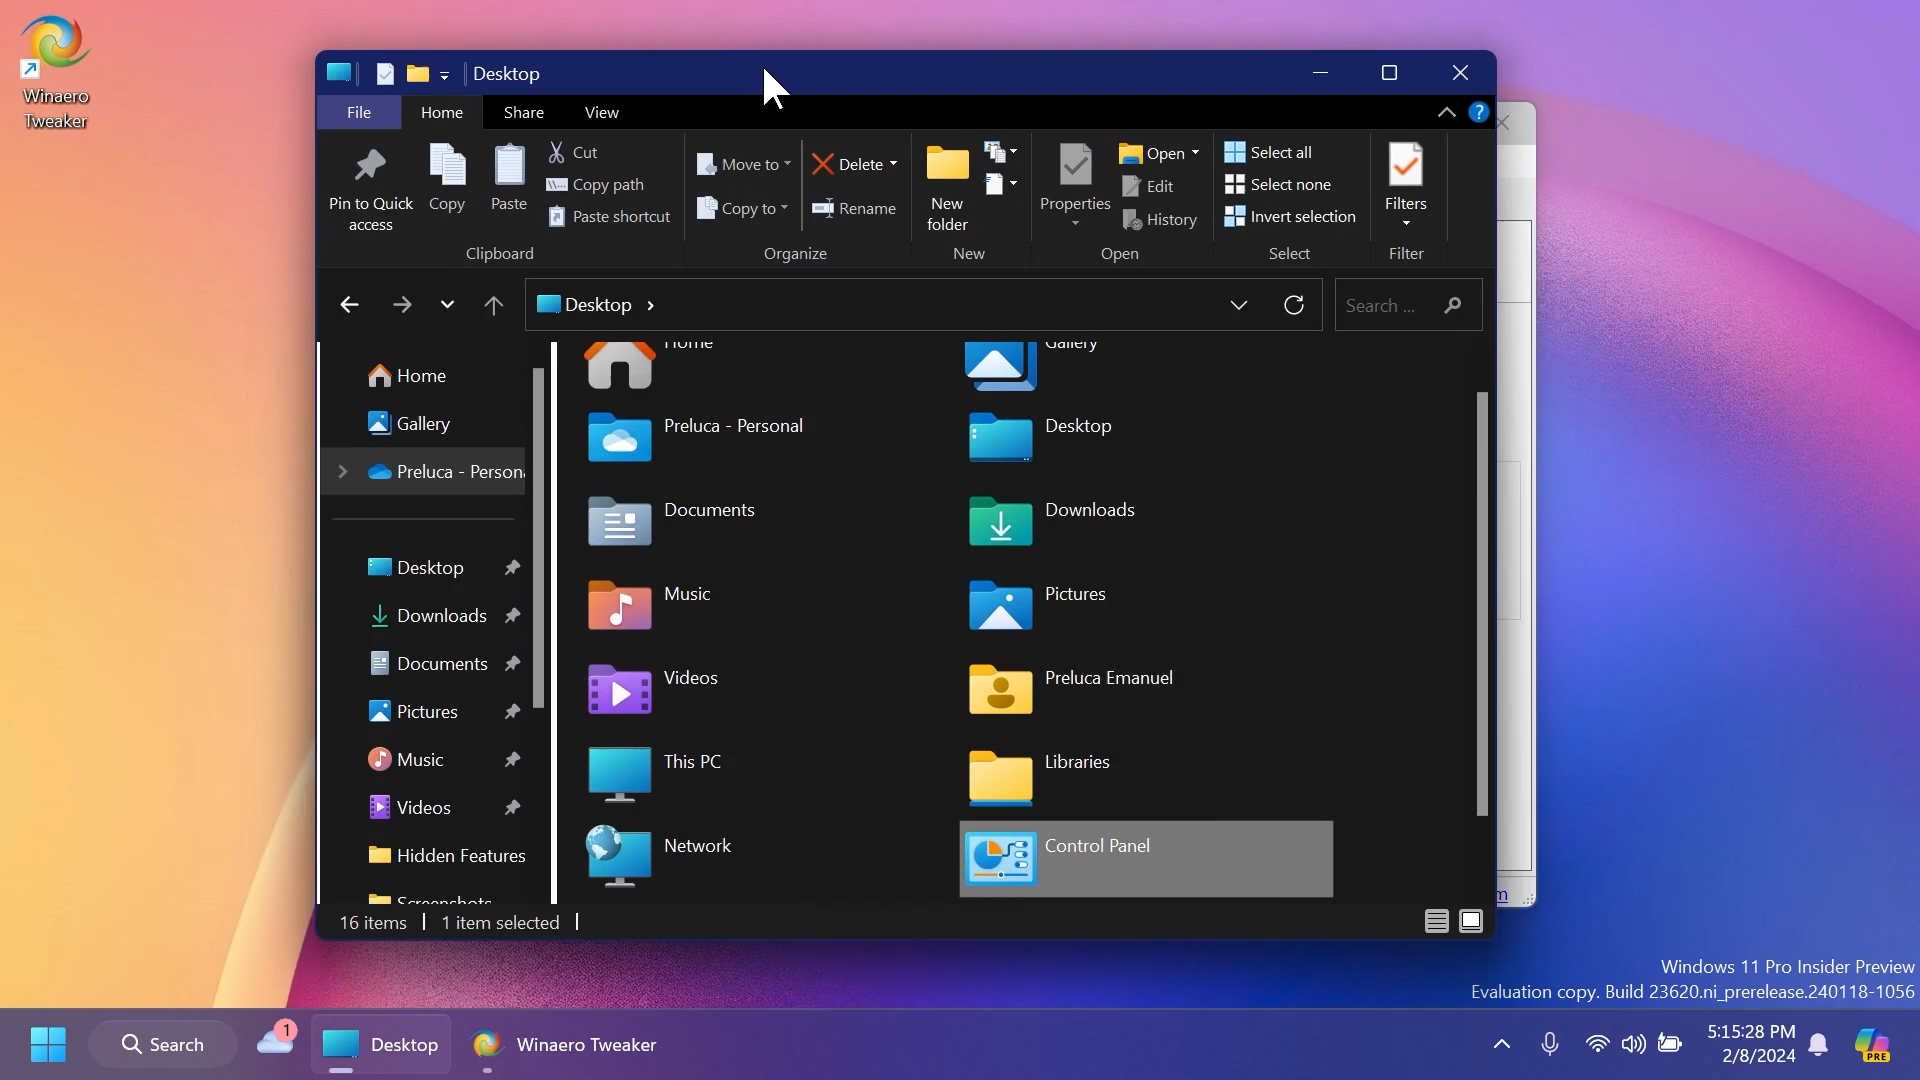 Winaero
Tweaker
Desktop
File
Home
Share
View
?
Pin to Quick
access
Copy
Paste
Cut
Copy path
Paste shortcut
Clipboard
Move to
Copy to
Delete
Rename
Organize
New
folder
New
Properties
Open
Edit
History
Open
Select all
Select none
Invert selection
Select
Filters
Filter
Desktop
Search ...
Home
Gallery
Preluca - Persona
Desktop
Downloads
Documents
Pictures
Music
Videos
Hidden Features
Screenshots
Home
Gallery
Preluca - Personal
Desktop
Documents
Downloads
Music
Pictures
Videos
Preluca Emanuel
This PC
Libraries
Network
Control Panel
16 items
1 item selected
m
Windows 11 Pro Insider Preview
Evaluation copy. Build 23620.ni_prerelease.240118-1056
Search
1
Desktop
Winaero Tweaker
5:15:28 PM
2/8/2024
PRE